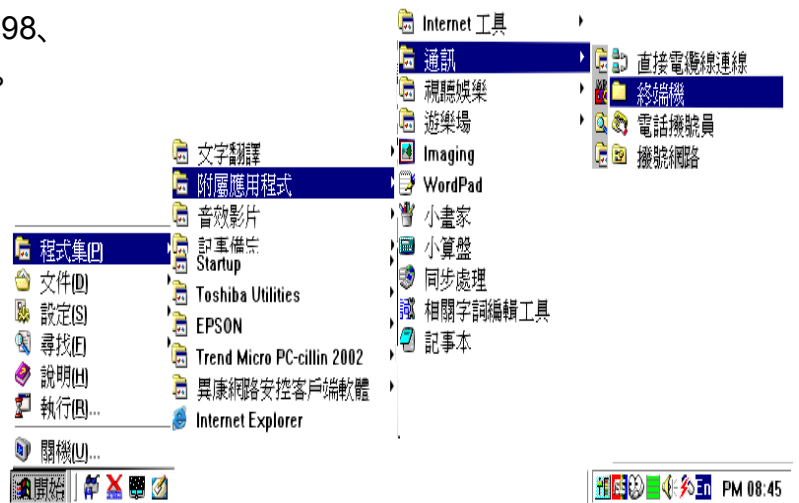 98、
。
Internet 工具
通訊
視聽娛樂
遊樂場
Imaging
WordPad
小畫家
小算盤
同步處理
相關字詞編輯工具
記事本
直接電纜線連線
終端機
電話撥號員
撥號網路
文字翻譯
附屬應用程式
音效影片
記事備忘
Startup
Toshiba Utilities
EPSON
Trend Micro PC-cillin 2002
異康網路安控客戶端軟體
Internet Explorer
程式集(P)
文件(D)
設定(S)
尋找(F)
說明(H)
執行(R)...
關機(U)...
開始
En PM 08:45